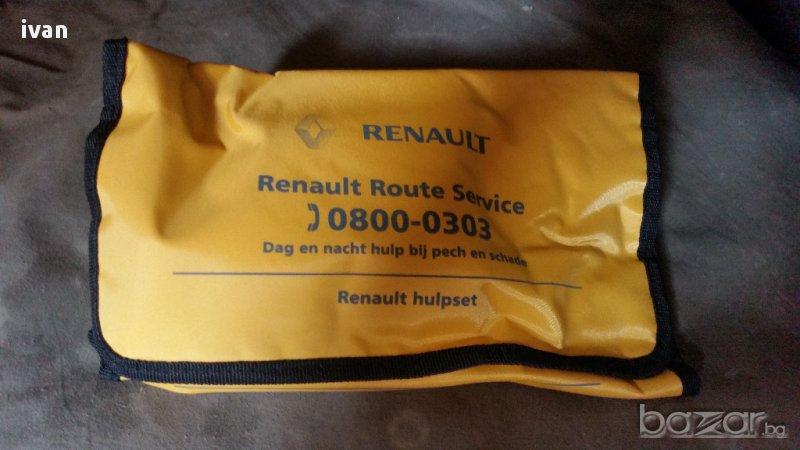 ivan
RENAULT
Renault Route Service
0800-0303
Dag en nacht hulp bij pech en schade
Renault hulpset
bazar.bg